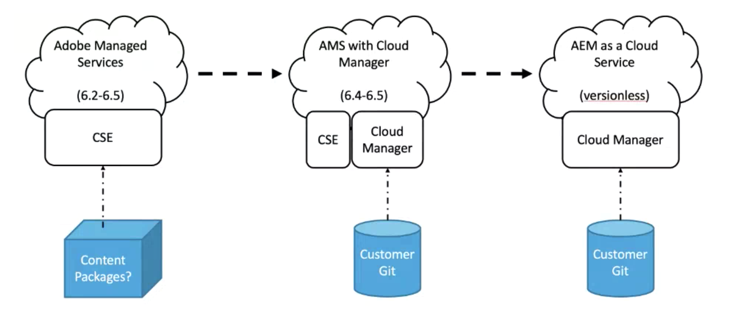 Adobe Managed
Services
(6.2-6.5)
CSE
Content
Packages?
AMS with Cloud
Manager
(6.4-6.5)
CSE
Cloud
Manager
Customer
Git
AEM as a Cloud
Service
(versionless)
Cloud Manager
Customer
Git